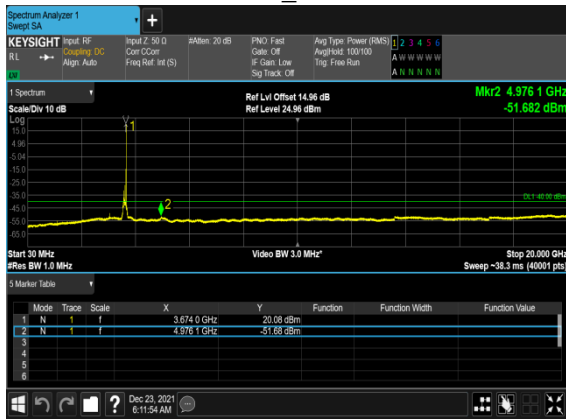 Spectrum Analyzer 1
Swept SA
KEYSIGHT
RL
Input: RF
Coupling: DC
Align: Auto
Input Z: 50 Ω
Corr CCorr
Freq Ref: Int (S)
#Atten: 20 dB
PNO: Fast
Gate: Off
IF Gain: Low
Sig Track: Off
Avg Type: Power (RMS)
Avg|Hold: 100/100
Trig: Free Run
1 2 3 4 5 6
A W W W W W
A N N N N N
1 Spectrum
Scale/Div 10 dB
Ref Lvl Offset 14.96 dB
Ref Level 24.96 dBm
Mkr2 4.976 1 GHz
-51.682 dBm
Log
15.0
4.96
-5.04
-15.0
-25.0
-35.0
-45.0
-55.0
-65.0
1
2
DL1 -40.00 dBm
Start 30 MHz
#Res BW 1.0 MHz
Video BW 3.0 MHz*
Stop 20.000 GHz
Sweep ~38.3 ms (40001 pts)
5 Marker Table
Mode Trace Scale X Y Function Function Width Function Value
1 N 1 f 3.674 0 GHz 20.08 dBm
2 N 1 f 4.976 1 GHz -51.68 dBm
3
4
5
6
?
Dec 23, 2021
6:11:54 AM